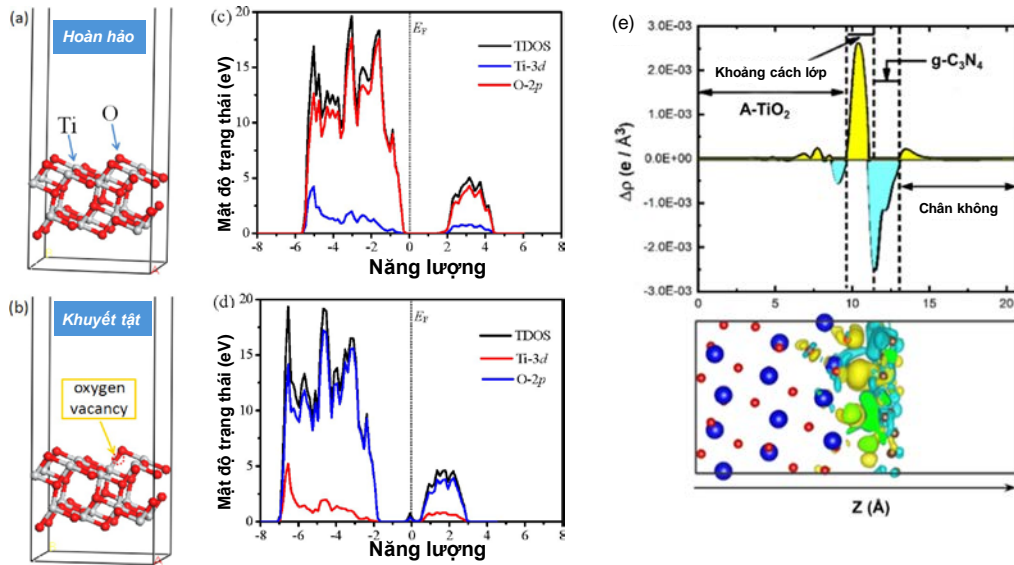 (a)
Hoàn hảo
Ti
O
(b)
Khuyết tật
oxygen
vacancy
(c)
Mật độ trạng thái (eV)
20
15
10
5
0
E_F
TDOS
Ti-3d
O-2p
-8 -6 -4 -2 0 2 4 6 8
Năng lượng
(d)
Mật độ trạng thái (eV)
20
15
10
5
0
E_F
TDOS
Ti-3d
O-2p
-8 -6 -4 -2 0 2 4 6 8
Năng lượng
(e)
Δρ (e / Å³)
3.0E-03
2.0E-03
1.0E-03
0.0E+00
-1.0E-03
-2.0E-03
-3.0E-03
Khoảng cách lớp
g-C₃N₄
A-TiO₂
Chân không
0 5 10 15 20
Z (Å)